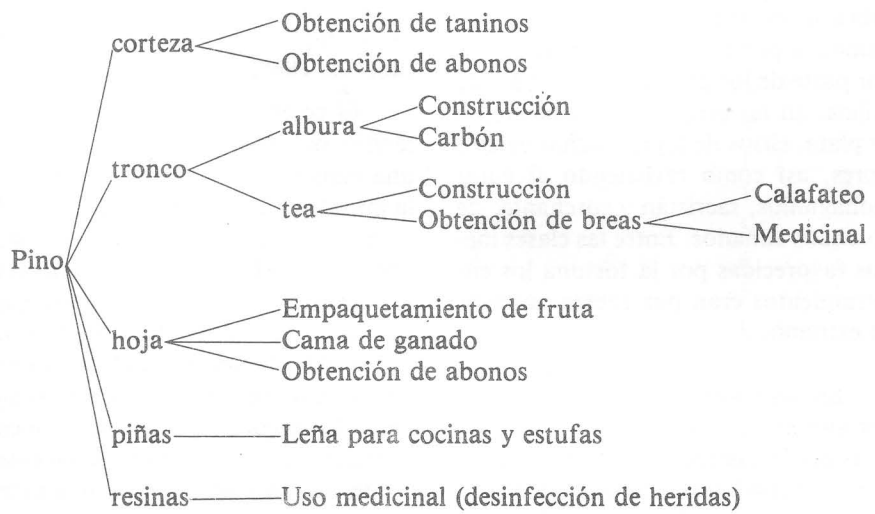 Obtención de taninos
corteza
Obtención de abonos
Construcción
albura
Carbón
tronco
Construcción
tea
Calafateo
Obtención de breas
Medicinal
Pino
Empaquetamiento de fruta
hoja
Cama de ganado
Obtención de abonos
piñas
Leña para cocinas y estufas
resinas
Uso medicinal (desinfección de heridas)